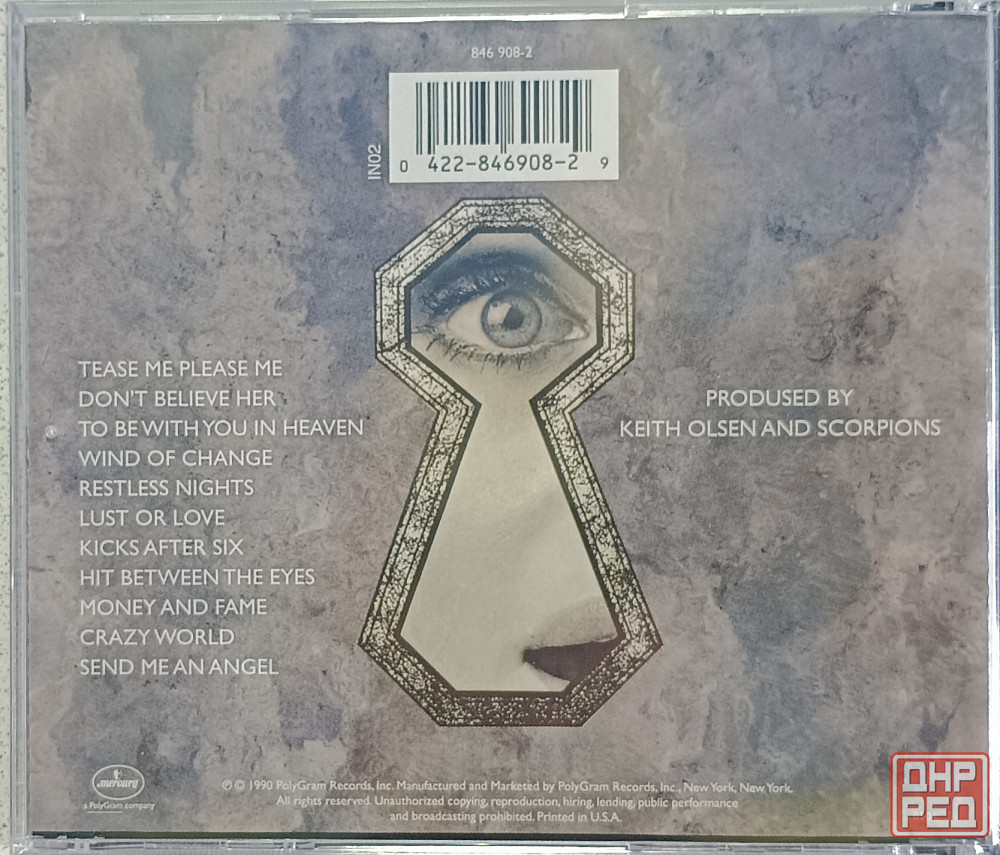 846 908-2
IN02
0 422-846908-2 9
TEASE ME PLEASE ME
DON'T BELIEVE HER
TO BE WITH YOU IN HEAVEN
WIND OF CHANGE
RESTLESS NIGHTS
LUST OR LOVE
KICKS AFTER SIX
HIT BETWEEN THE EYES
MONEY AND FAME
CRAZY WORLD
SEND ME AN ANGEL
PRODUSED BY
KEITH OLSEN AND SCORPIONS
mercury
a PolyGram company
℗ © 1990 PolyGram Records, Inc. Manufactured and Marketed by PolyGram Records, Inc., New York, New York.
All rights reserved. Unauthorized copying, reproduction, hiring, lending, public performance
and broadcasting prohibited. Printed in U.S.A.
ДНР
РЕД